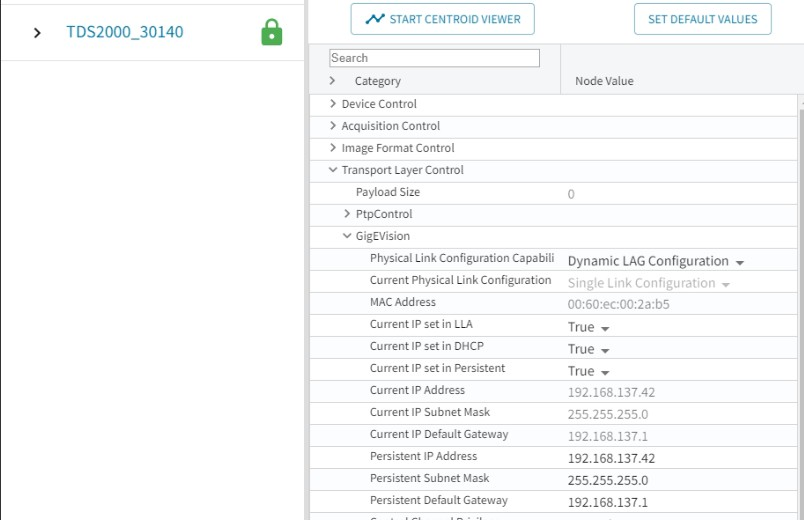 START CENTROID VIEWER
SET DEFAULT VALUES
TDS2000_30140
Search
Category Node Value
Device Control
Acquisition Control
Image Format Control
Transport Layer Control
Payload Size 0
PtpControl
GigEVision
Physical Link Configuration Capabili Dynamic LAG Configuration
Current Physical Link Configuration Single Link Configuration
MAC Address 00:60:ec:00:2a:b5
Current IP set in LLA True
Current IP set in DHCP True
Current IP set in Persistent True
Current IP Address 192.168.137.42
Current IP Subnet Mask 255.255.255.0
Current IP Default Gateway 192.168.137.1
Persistent IP Address 192.168.137.42
Persistent Subnet Mask 255.255.255.0
Persistent Default Gateway 192.168.137.1